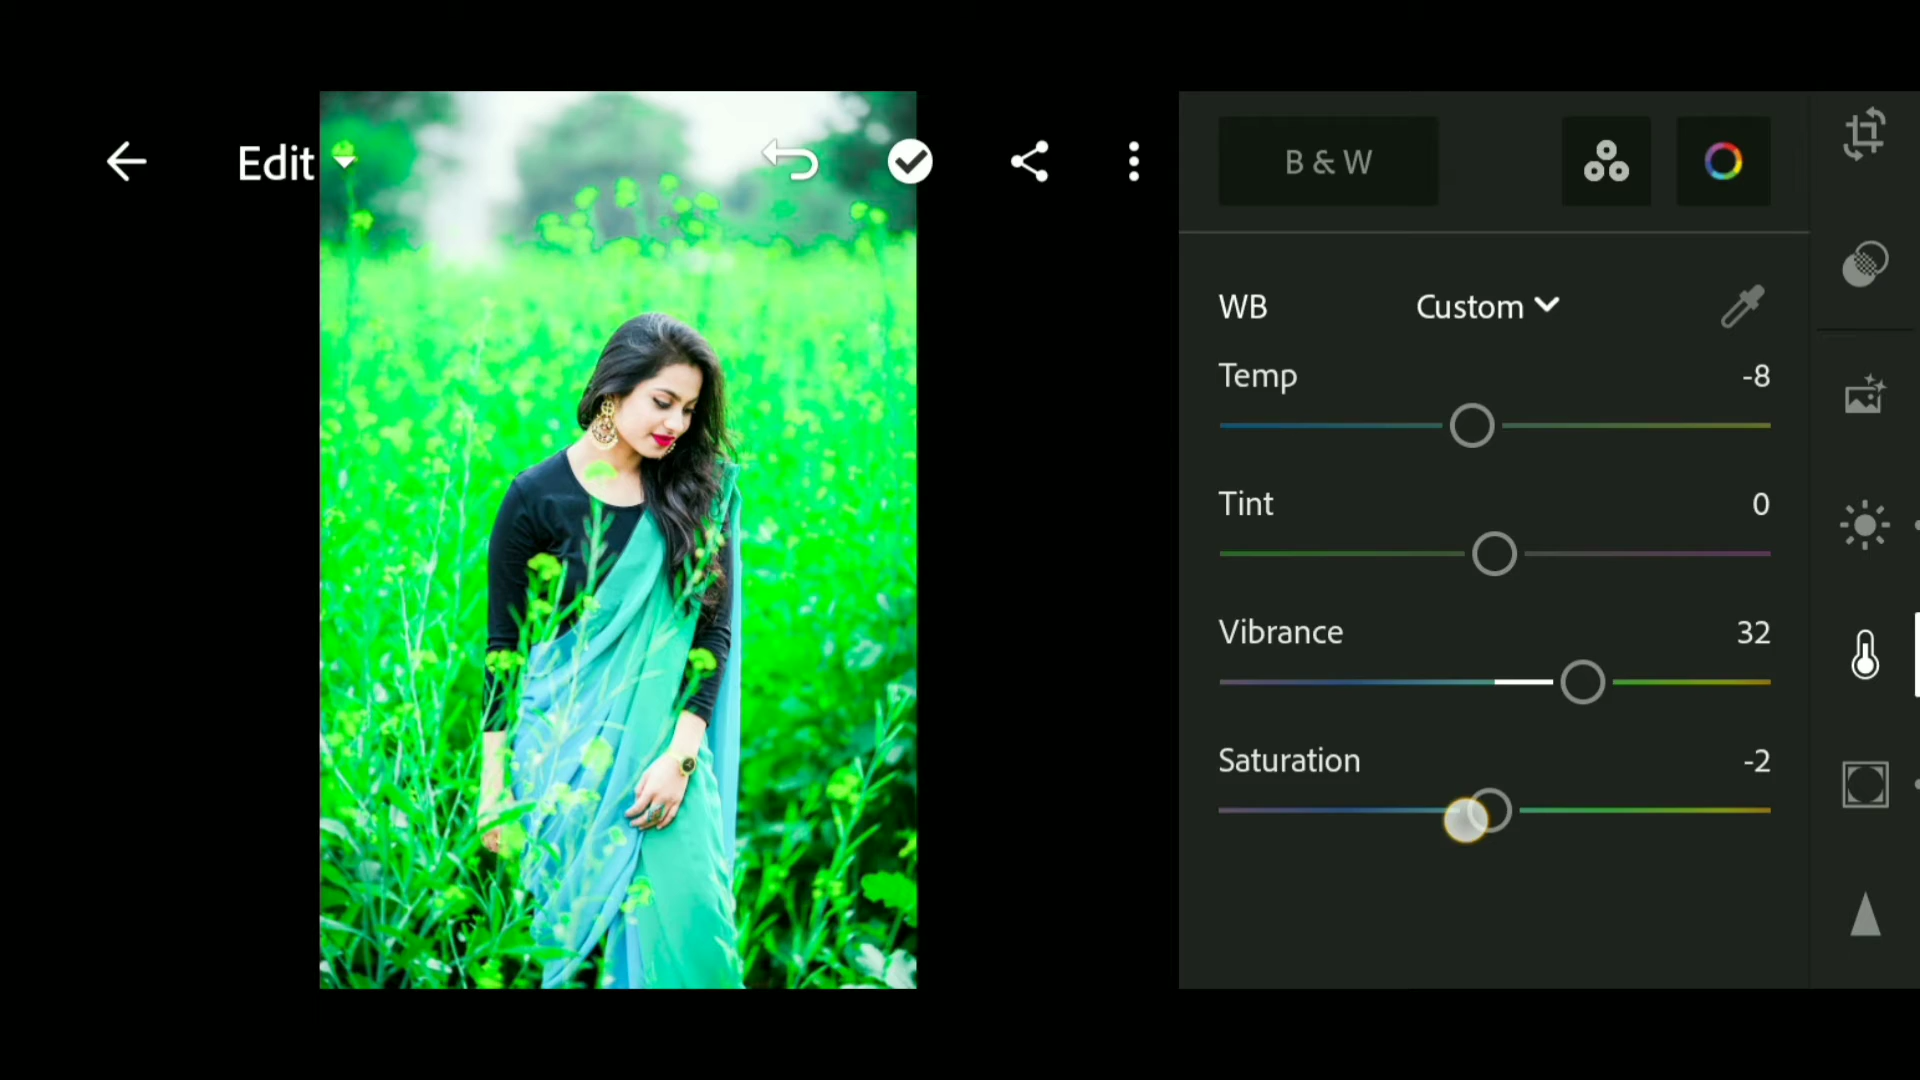 Edit
B & W
WB Custom
Temp -8
Tint 0
Vibrance 32
Saturation -2